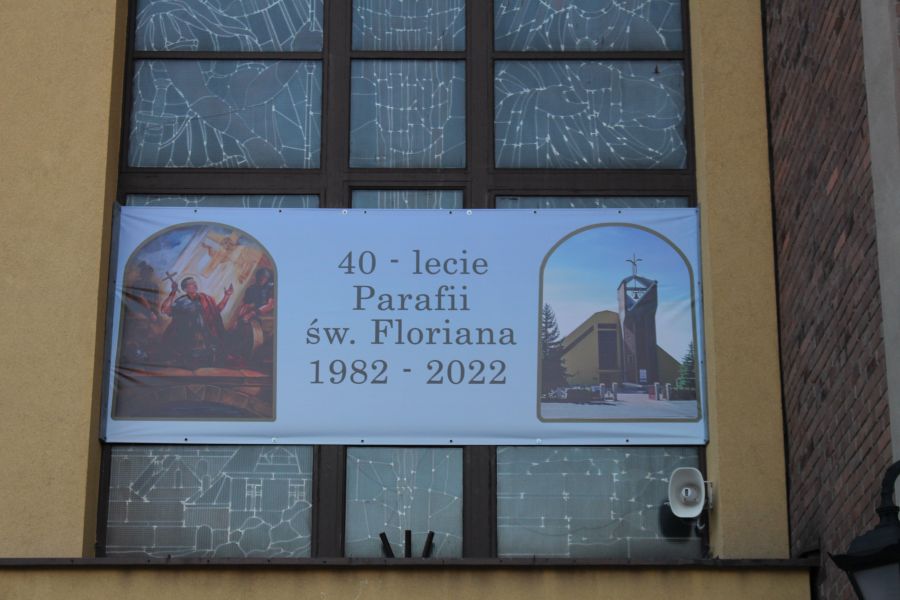 40 - lecie
Parafii
św. Floriana
1982 - 2022